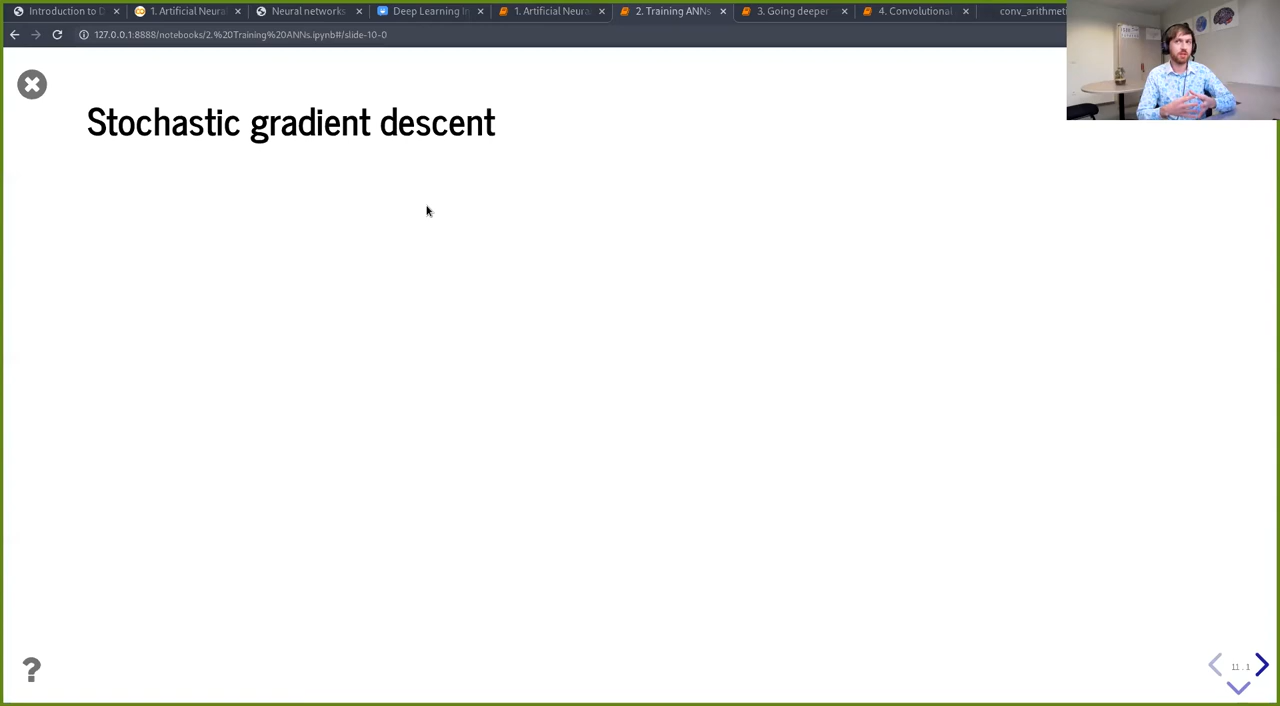 Introduction to D
1. Artificial Neura
Neural networks
Deep Learning In
1. Artificial Neura
2. Training ANNs
3. Going deeper
4. Convolutional
conv_arithmet
127.0.0.1:8888/notebooks/2.%20Training%20ANNs.ipynb#/slide-10-0
Stochastic gradient descent
?
11.1